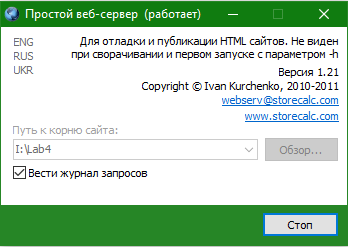 Простой веб-сервер (работает)
ENG
RUS
UKR
Для отладки и публикации HTML сайтов. Не виден
при сворачивании и первом запуске с параметром -h
Версия 1.21
Copyright © Ivan Kurchenko, 2010-2011
webserv@storecalc.com
www.storecalc.com
Путь к корню сайта:
I:\Lab4
Обзор...
Вести журнал запросов
Стоп